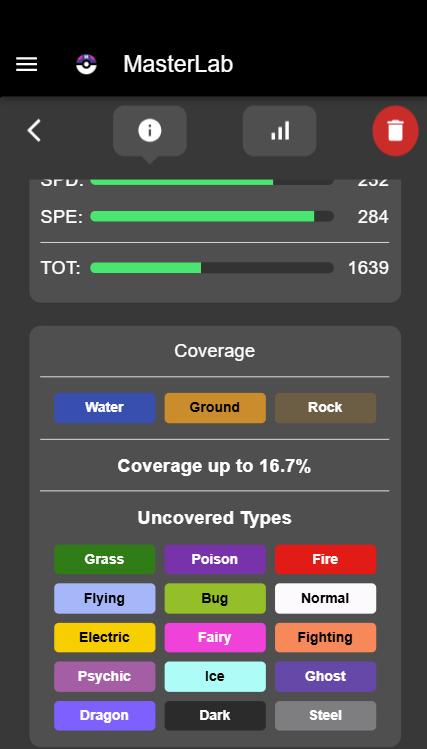 MasterLab
SPD: 232
SPE: 284
TOT: 1639
Coverage
Water Ground Rock
Coverage up to 16.7%
Uncovered Types
Grass Poison Fire
Flying Bug Normal
Electric Fairy Fighting
Psychic Ice Ghost
Dragon Dark Steel